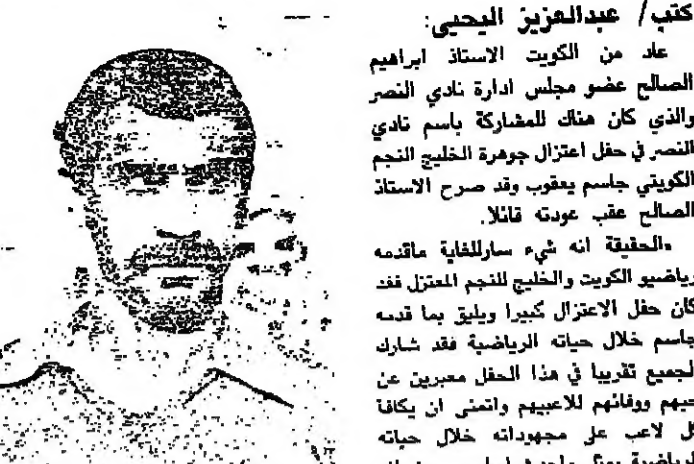 كتب/ عبدالعزيز اليحيى:
عاد من الكويت الاستاذ ابراهيم
الصالح عضو مجلس ادارة نادي النصر
والذي كان هناك للمشاركة باسم نادي
النصر في حفل اعتزال جوهرة الخليج النجم
الكويتي جاسم يعقوب وقد صرح الاستاذ
الصالح عقب عودته قائلا.
«الحقيقة انه شيء سارللغاية ماقدمه
رياضيو الكويت والخليج للنجم المعتزل فقد
كان حفل الاعتزال كبيرا ويليق بما قدمه
جاسم خلال حياته الرياضية فقد شارك
لجميع تقريبا في هذا الحفل معبرين عن
حبهم ووفائهم للاعبيهم واتمنى ان يكافأ
كل لاعب على مجهوداته خلال حياته